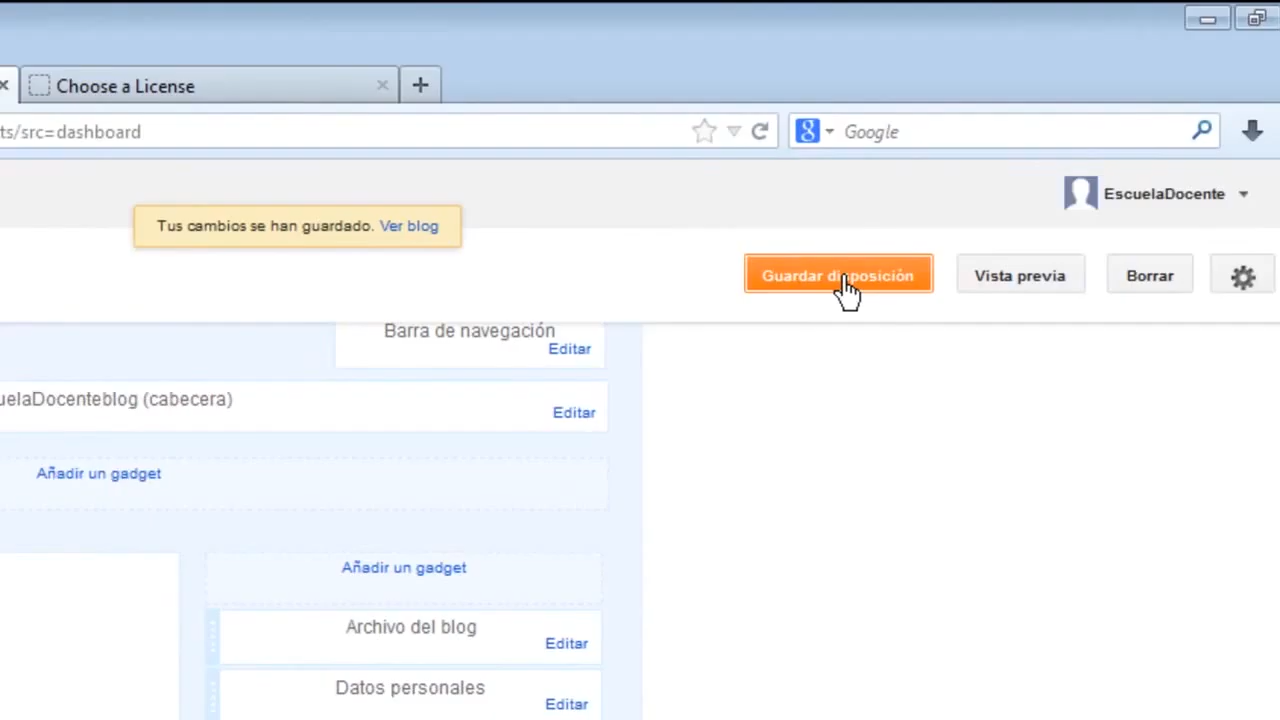 Choose a License
ts/src=dashboard
Google
EscuelaDocente
Tus cambios se han guardado. Ver blog
Guardar disposición
Vista previa
Borrar
Barra de navegación
Editar
uelaDocenteblog (cabecera)
Editar
Añadir un gadget
Añadir un gadget
Archivo del blog
Editar
Datos personales
Editar